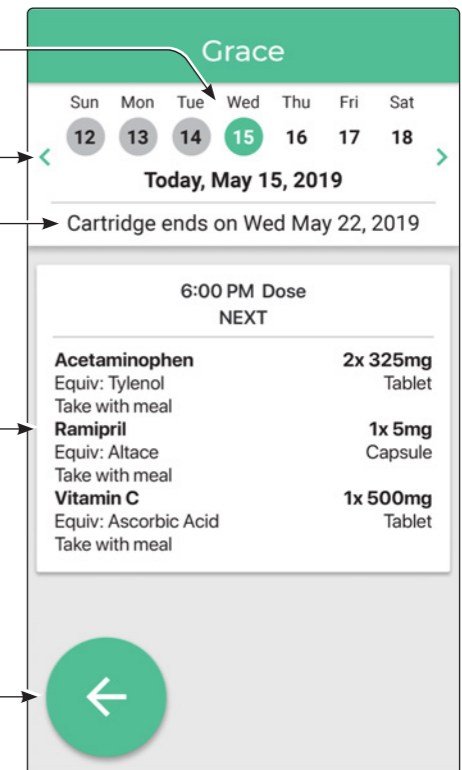 Grace
Sun Mon Tue Wed Thu Fri Sat
12 13 14 15 16 17 18
Today, May 15, 2019
Cartridge ends on Wed May 22, 2019
6:00 PM Dose
NEXT
Acetaminophen 2x 325mg
Equiv: Tylenol Tablet
Take with meal
Ramipril 1x 5mg
Equiv: Altace Capsule
Take with meal
Vitamin C 1x 500mg
Equiv: Ascorbic Acid Tablet
Take with meal